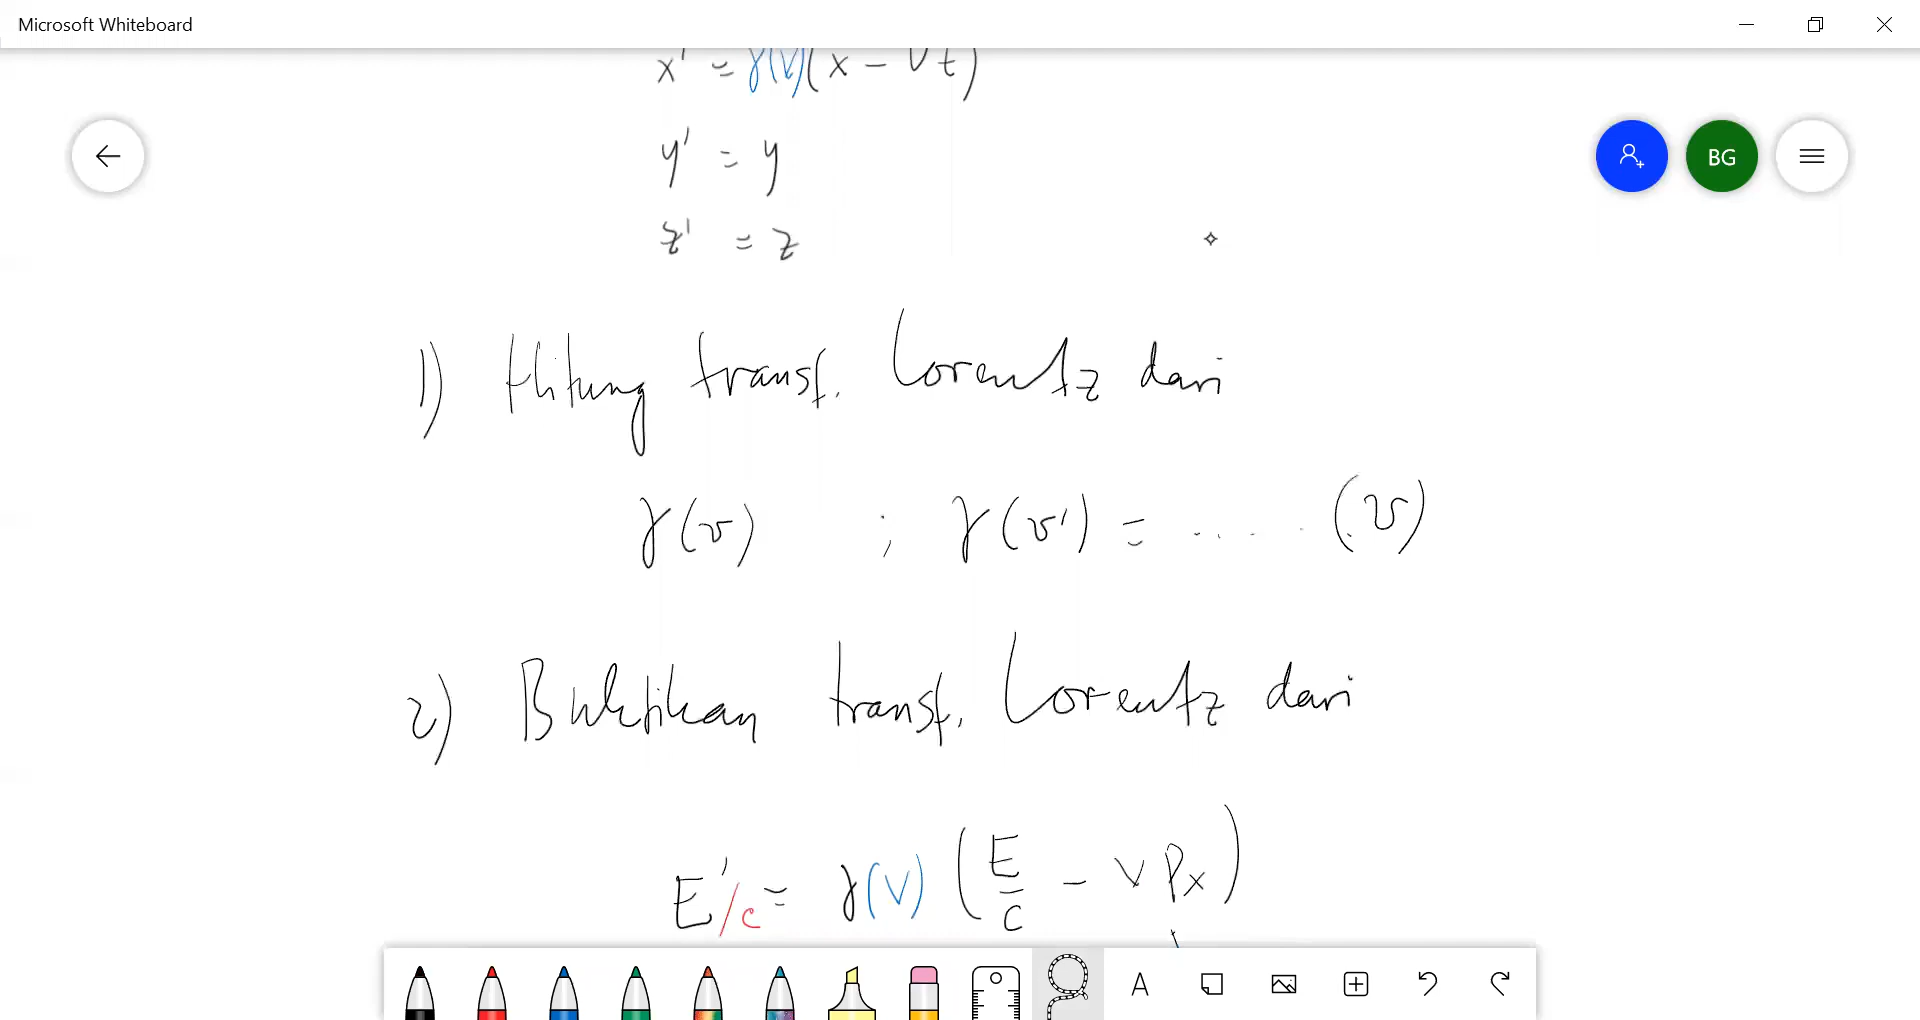 Microsoft Whiteboard
x' = γ(V)(x - Vt)
y' = y
BG
z' = z
1) Hitung transf. Lorentz dari
γ(v) ; γ(v') = ..... (v)
2) Buktikan transf. Lorentz dari
E'/c = γ(V) (E/c - V Px)
A